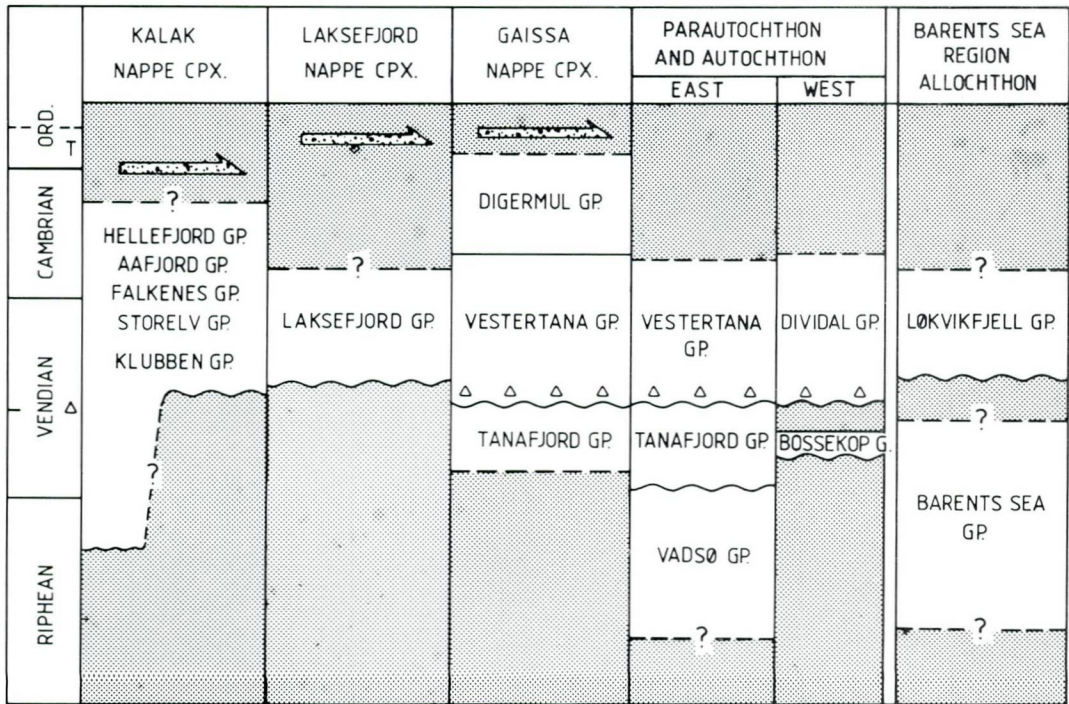 KALAK
NAPPE CPX.
LAKSEFJORD
NAPPE CPX.
GAISSA
NAPPE CPX.
PARAUTOCHTHON
AND AUTOCHTHON
EAST
WEST
BARENTS SEA
REGION
ALLOCHTHON
ORD.
T
CAMBRIAN
VENDIAN
RIPHEAN
?
HELLEFJORD GP.
AAFJORD GP.
FALKENES GP.
STORELV GP.
KLUBBEN GP.
?
?
LAKSEFJORD GP.
DIGERMUL GP.
VESTERTANA GP.
TANAFJORD GP.
VESTERTANA
GP.
TANAFJORD GP.
VADSØ GP.
?
DIVIDAL GP.
BOSSEKOP G.
?
LØKVIKFJELL GP.
?
BARENTS SEA
GP.
?